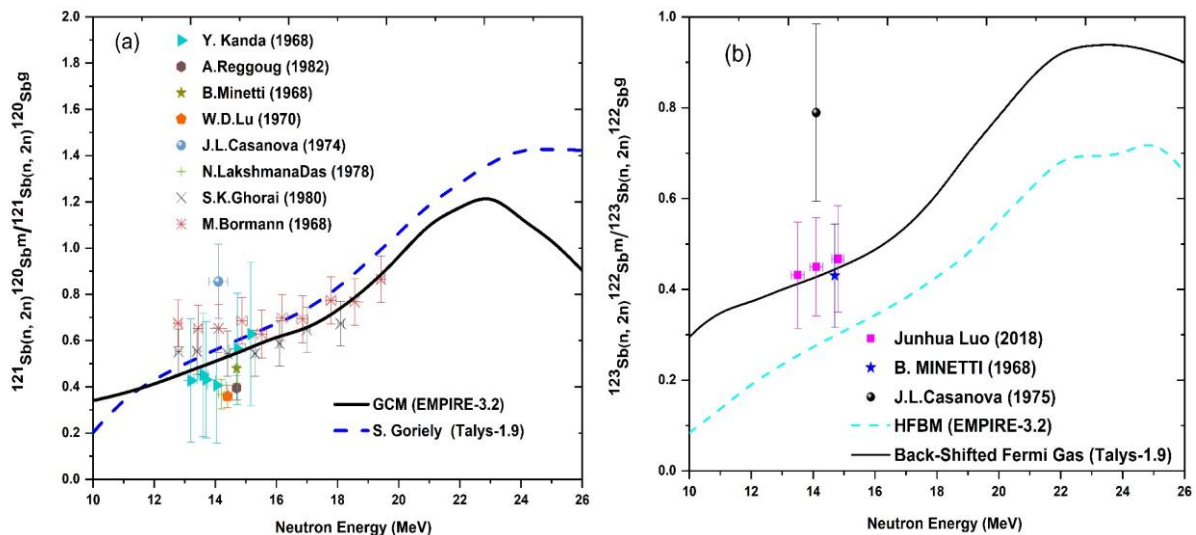 (a)
Y. Kanda (1968)
A.Reggoug (1982)
B.Minetti (1968)
W.D.Lu (1970)
J.L.Casanova (1974)
N.LakshmanaDas (1978)
S.K.Ghorai (1980)
M.Bormann (1968)
GCM (EMPIRE-3.2)
S. Goriely (Talys-1.9)
2.0
1.8
1.6
1.4
1.2
1.0
0.8
0.6
0.4
0.2
0.0
10 12 14 16 18 20 22 24 26
Neutron Energy (MeV)
¹²¹Sb(n, 2n)¹²⁰Sbᵐ/¹²¹Sb(n, 2n)¹²⁰Sbᵍ
(b)
Junhua Luo (2018)
B. MINETTI (1968)
J.L.Casanova (1975)
HFBM (EMPIRE-3.2)
Back-Shifted Fermi Gas (Talys-1.9)
1.0
0.8
0.6
0.4
0.2
0.0
10 12 14 16 18 20 22 24 26
Neutron Energy (MeV)
¹²³Sb(n, 2n)¹²²Sbᵐ/¹²³Sb(n, 2n)¹²²Sbᵍ